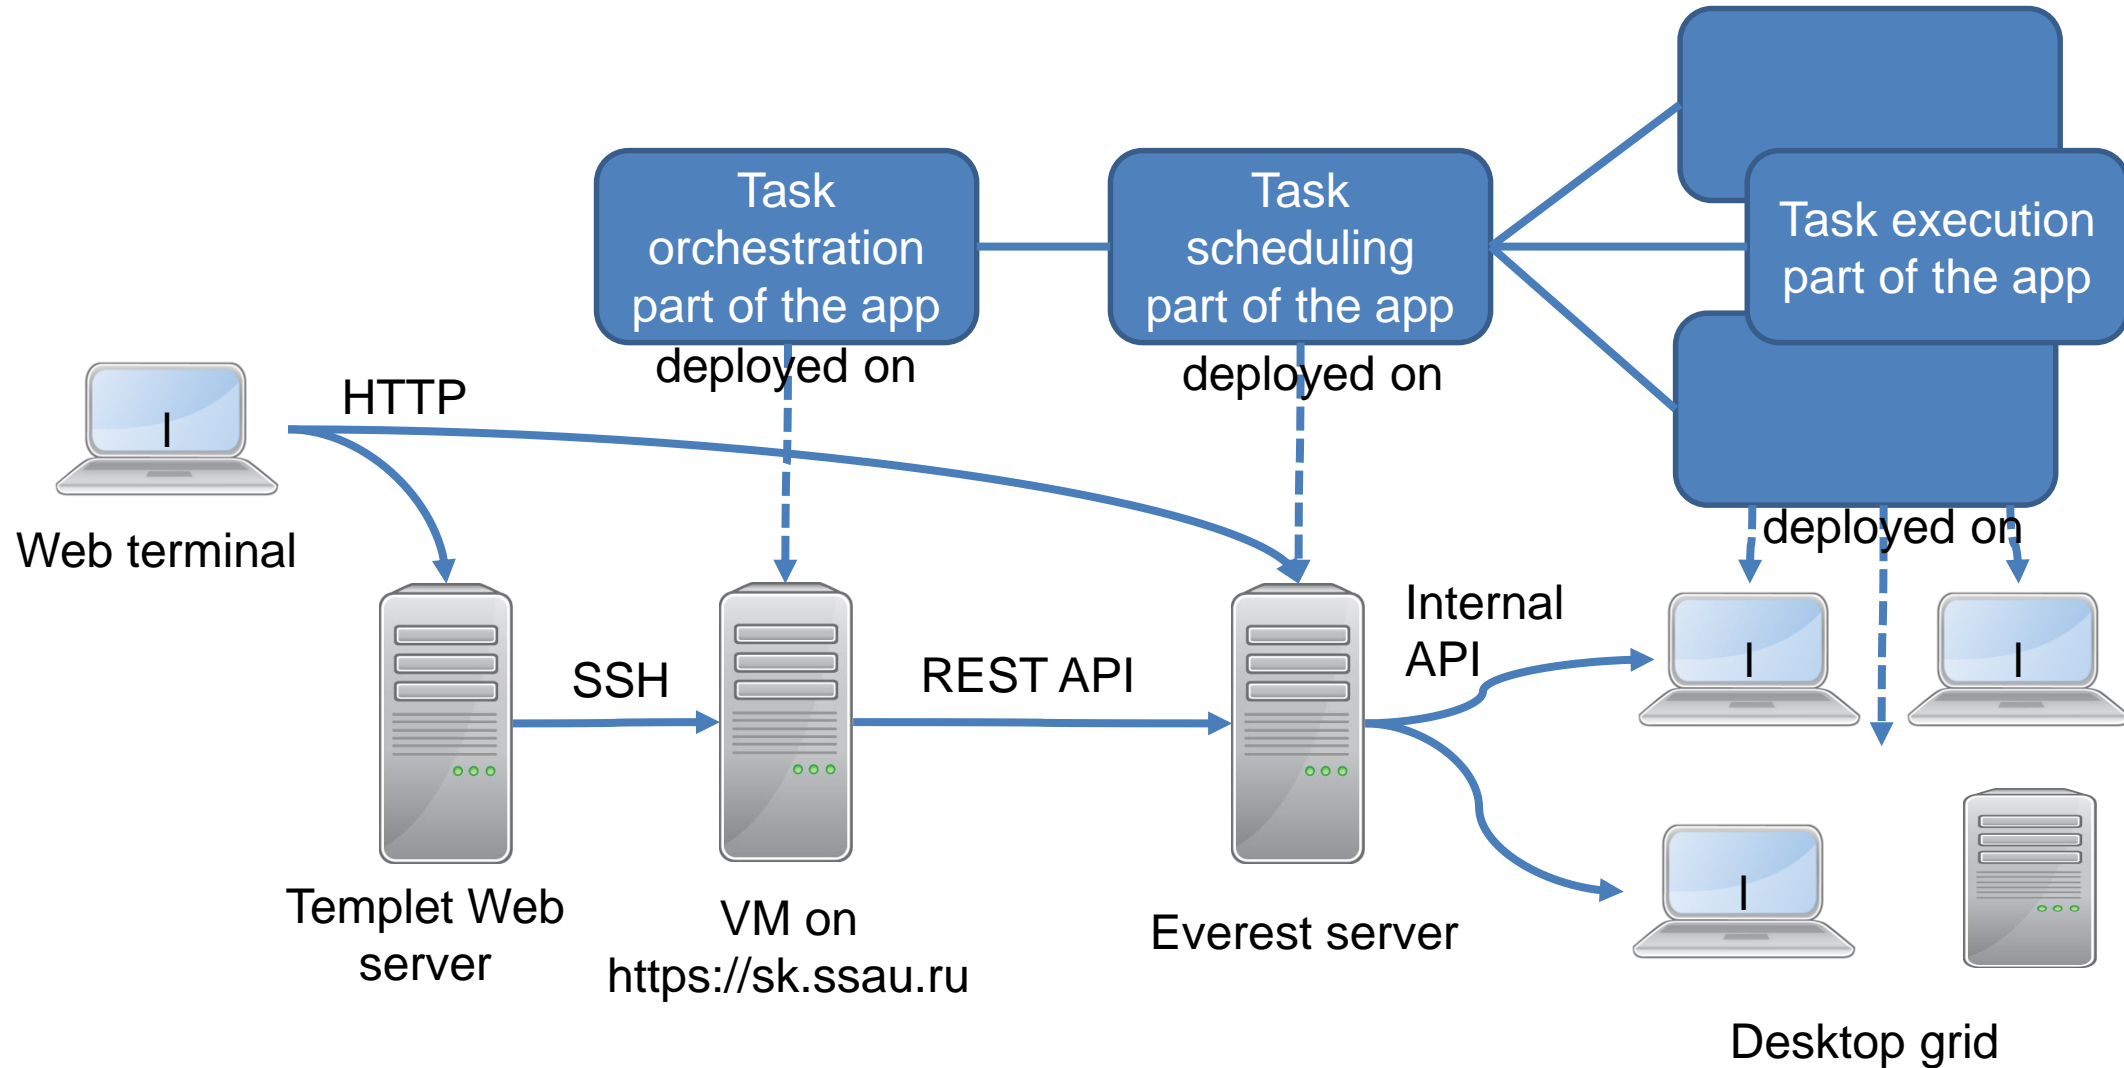 Task
orchestration
part of the app
Task
scheduling
part of the app
Task execution
part of the app
deployed on
deployed on
HTTP
deployed on
Web terminal
Internal
API
SSH
REST API
Templet Web
server
VM on
https://sk.ssau.ru
Everest server
Desktop grid